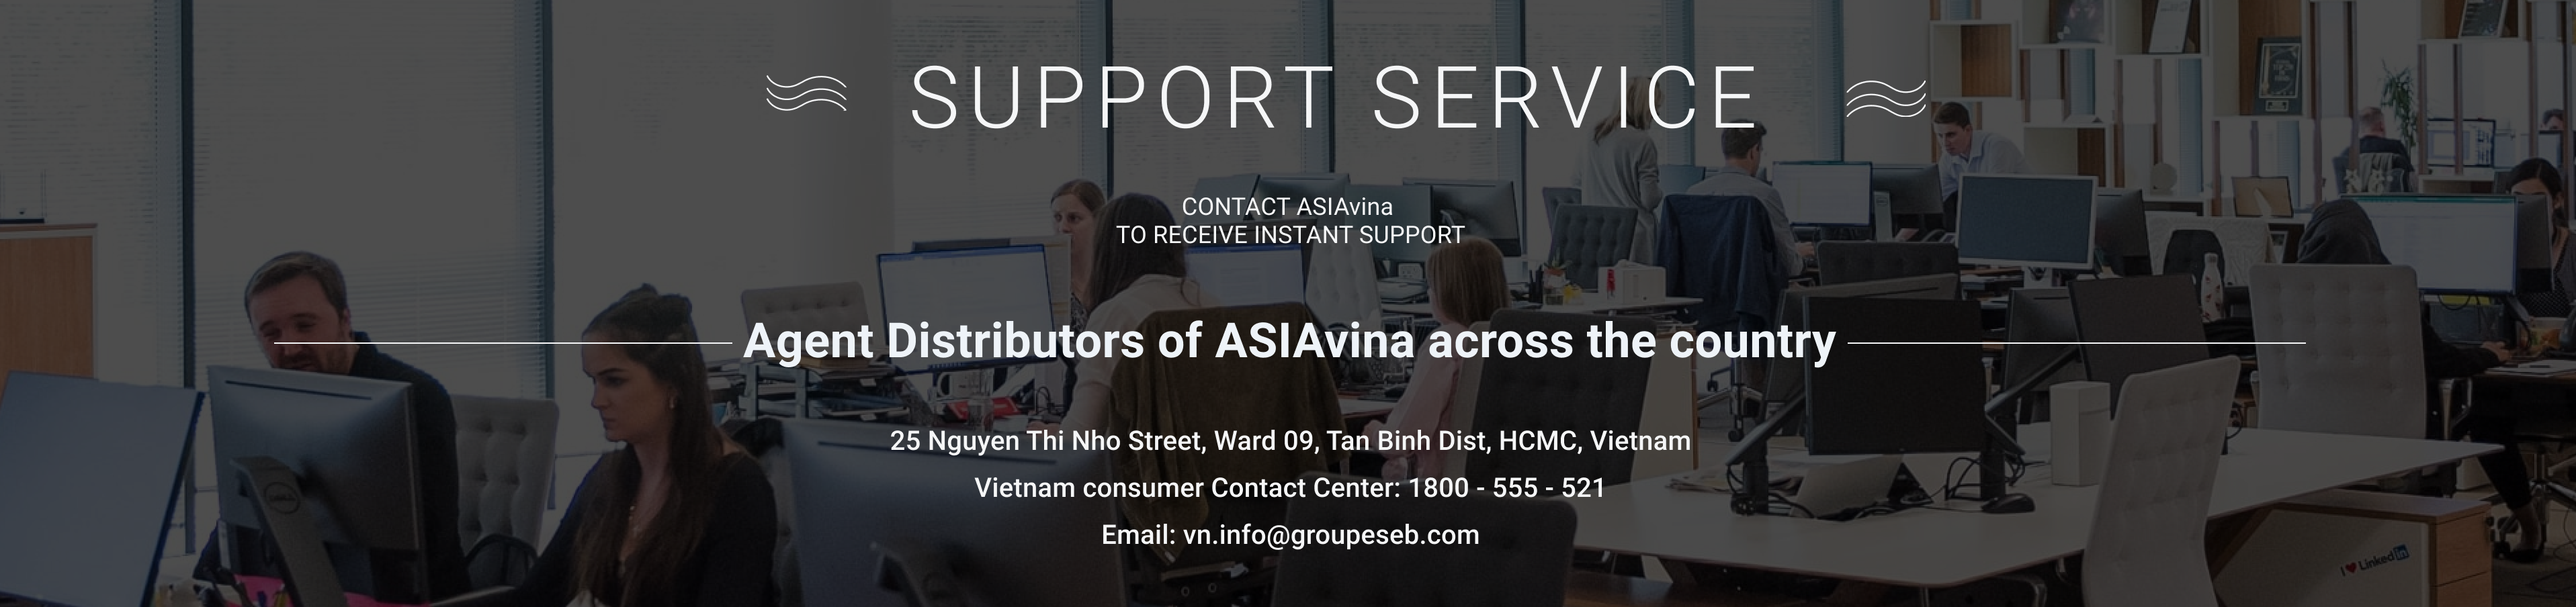 SUPPORT SERVICE
CONTACT ASIAvina
TO RECEIVE INSTANT SUPPORT
Agent Distributors of ASIAvina across the country
25 Nguyen Thi Nho Street, Ward 09, Tan Binh Dist, HCMC, Vietnam
Vietnam consumer Contact Center: 1800 - 555 - 521
Email: vn.info@groupeseb.com
I ❤ Linkedin
DELL